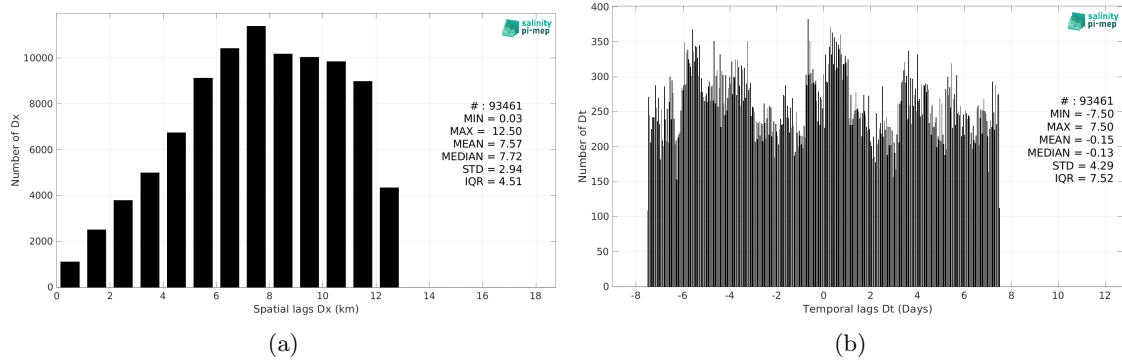 salinity
pi-mep
10000
8000
6000
4000
2000
0
Number of Dx
# : 93461
MIN = 0.03
MAX = 12.50
MEAN = 7.57
MEDIAN = 7.72
STD = 2.94
IQR = 4.51
0 2 4 6 8 10 12 14 16 18
Spatial lags Dx (km)
(a)
salinity
pi-mep
400
350
300
250
200
150
100
50
0
Number of Dt
# : 93461
MIN = -7.50
MAX = 7.50
MEAN = -0.15
MEDIAN = -0.13
STD = 4.29
IQR = 7.52
-8 -6 -4 -2 0 2 4 6 8 10 12
Temporal lags Dt (Days)
(b)